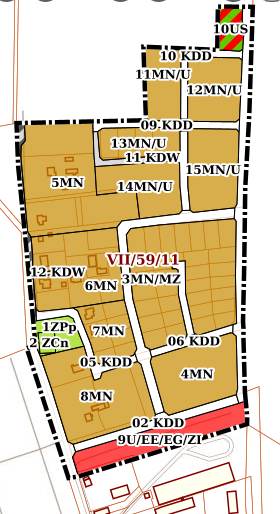 10US
10 KDD
11MN/U
12MN/U
09 KDD
13MN/U
11 KDW
15MN/U
5MN
14MN/U
VII/59/11
12 KDW
3MN/MZ
6MN
1ZPp
7MN
2 ZCn
06 KDD
05 KDD
4MN
8MN
02 KDD
9U/EE/EG/ZI